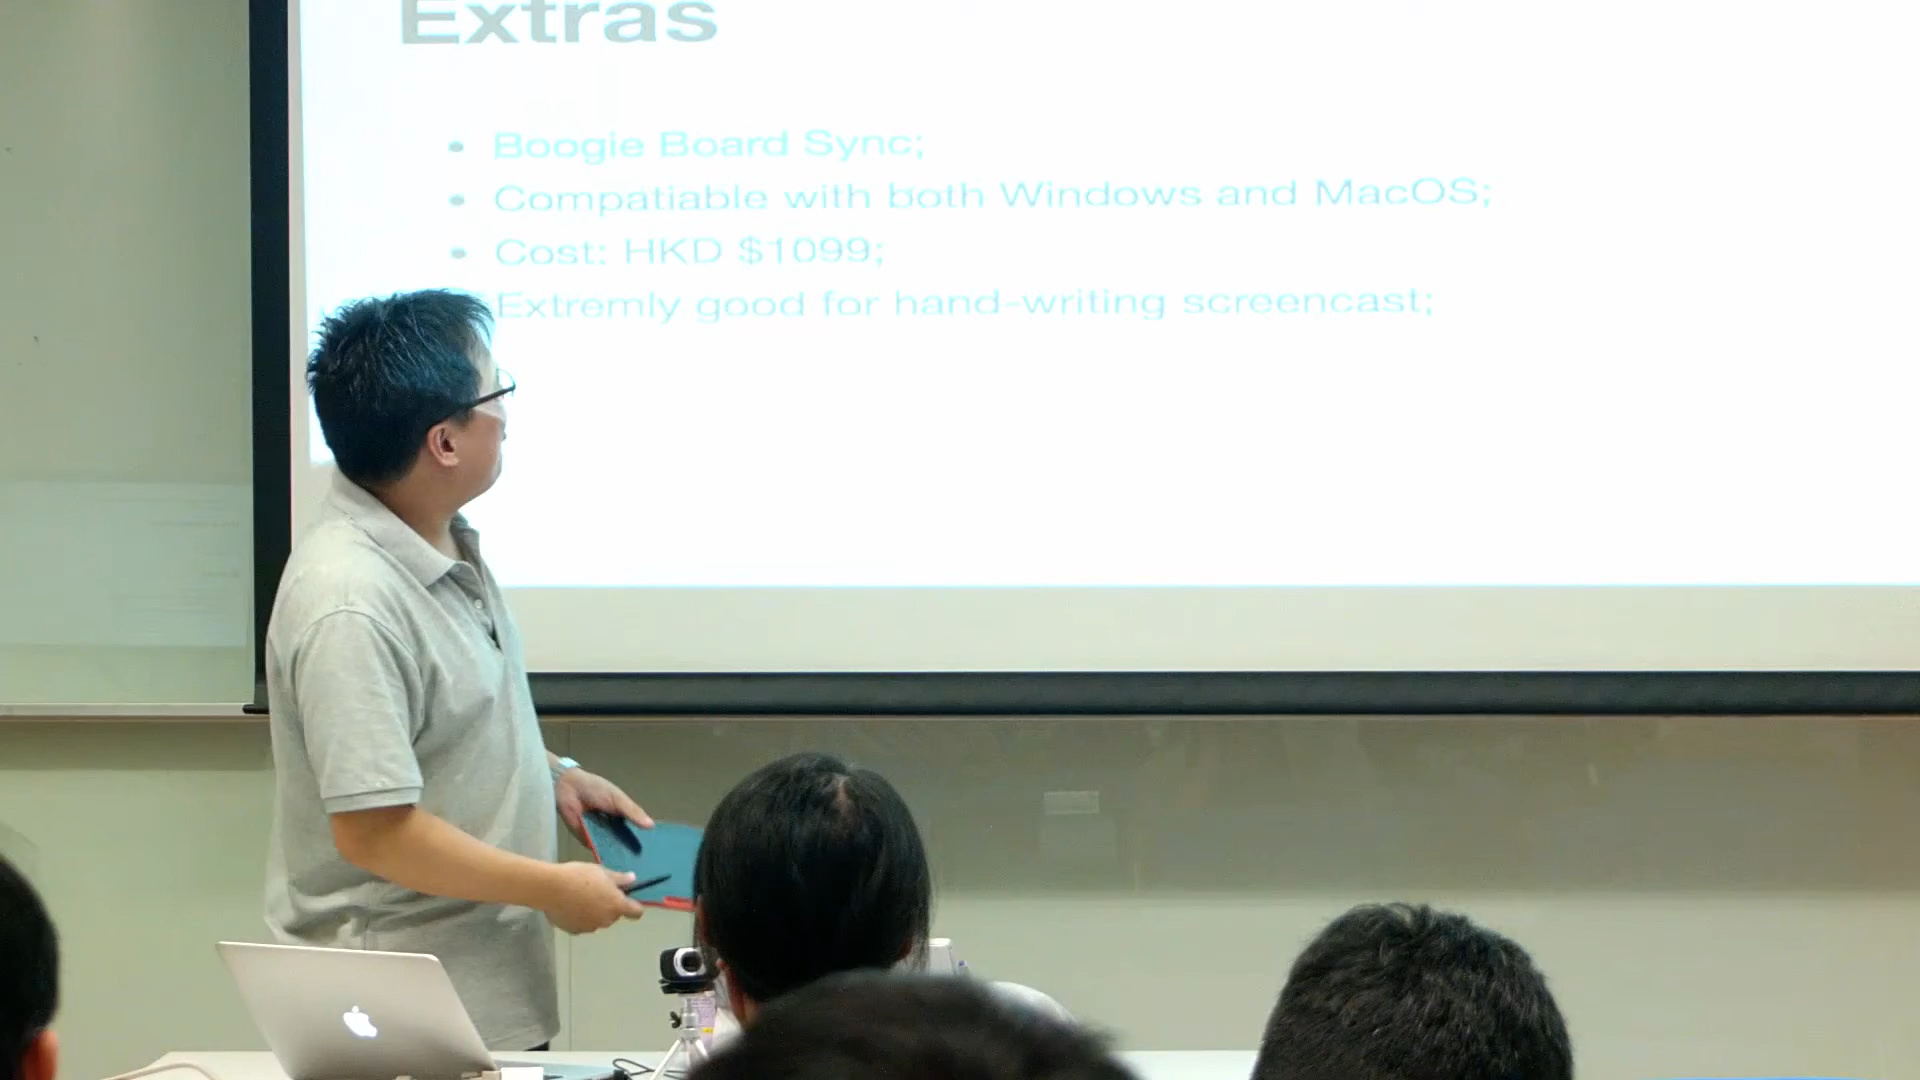 Extras
• Boogie Board Sync;
• Compatiable with both Windows and MacOS;
• Cost: HKD $1099;
Extremly good for hand-writing screencast;